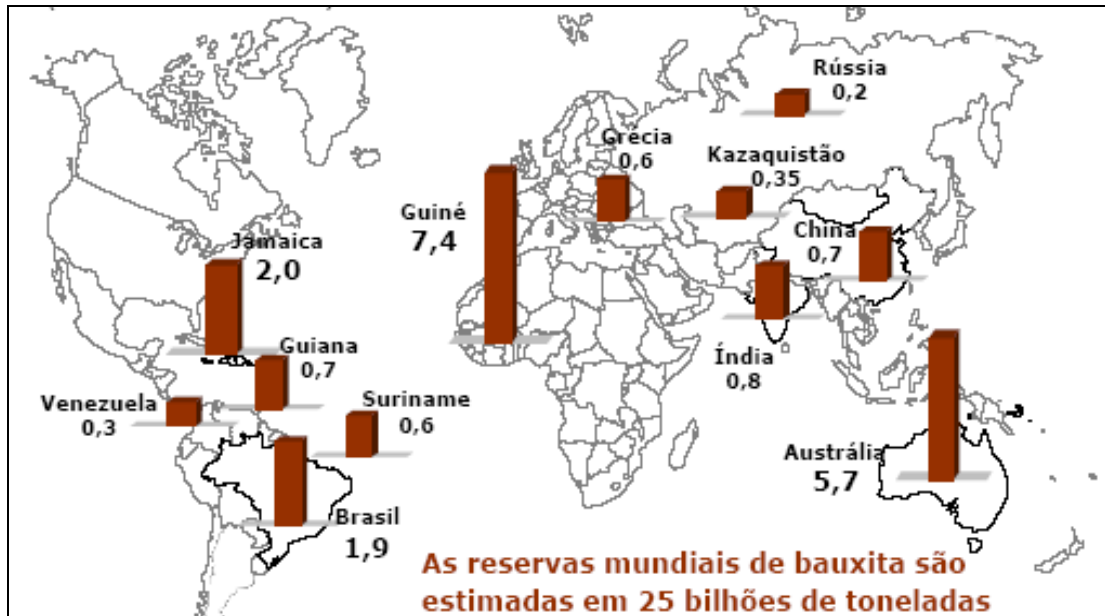 Rússia
0,2
Grécia
0,6
Kazaquistão
0,35
Guiné
7,4
China
0,7
Jamaica
2,0
Índia
0,8
Guiana
0,7
Venezuela
0,3
Suriname
0,6
Austrália
5,7
Brasil
1,9
As reservas mundiais de bauxita são
estimadas em 25 bilhões de toneladas